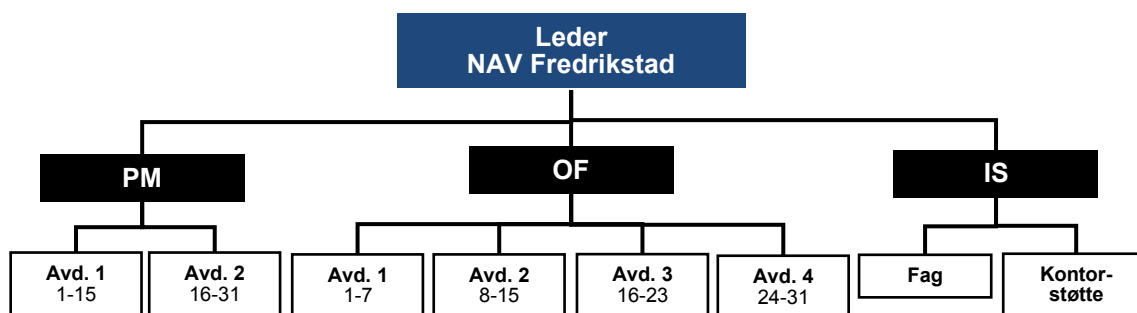 Leder
NAV Fredrikstad
PM
OF
IS
Avd. 1
1-15
Avd. 2
16-31
Avd. 1
1-7
Avd. 2
8-15
Avd. 3
16-23
Avd. 4
24-31
Fag
Kontor-
støtte